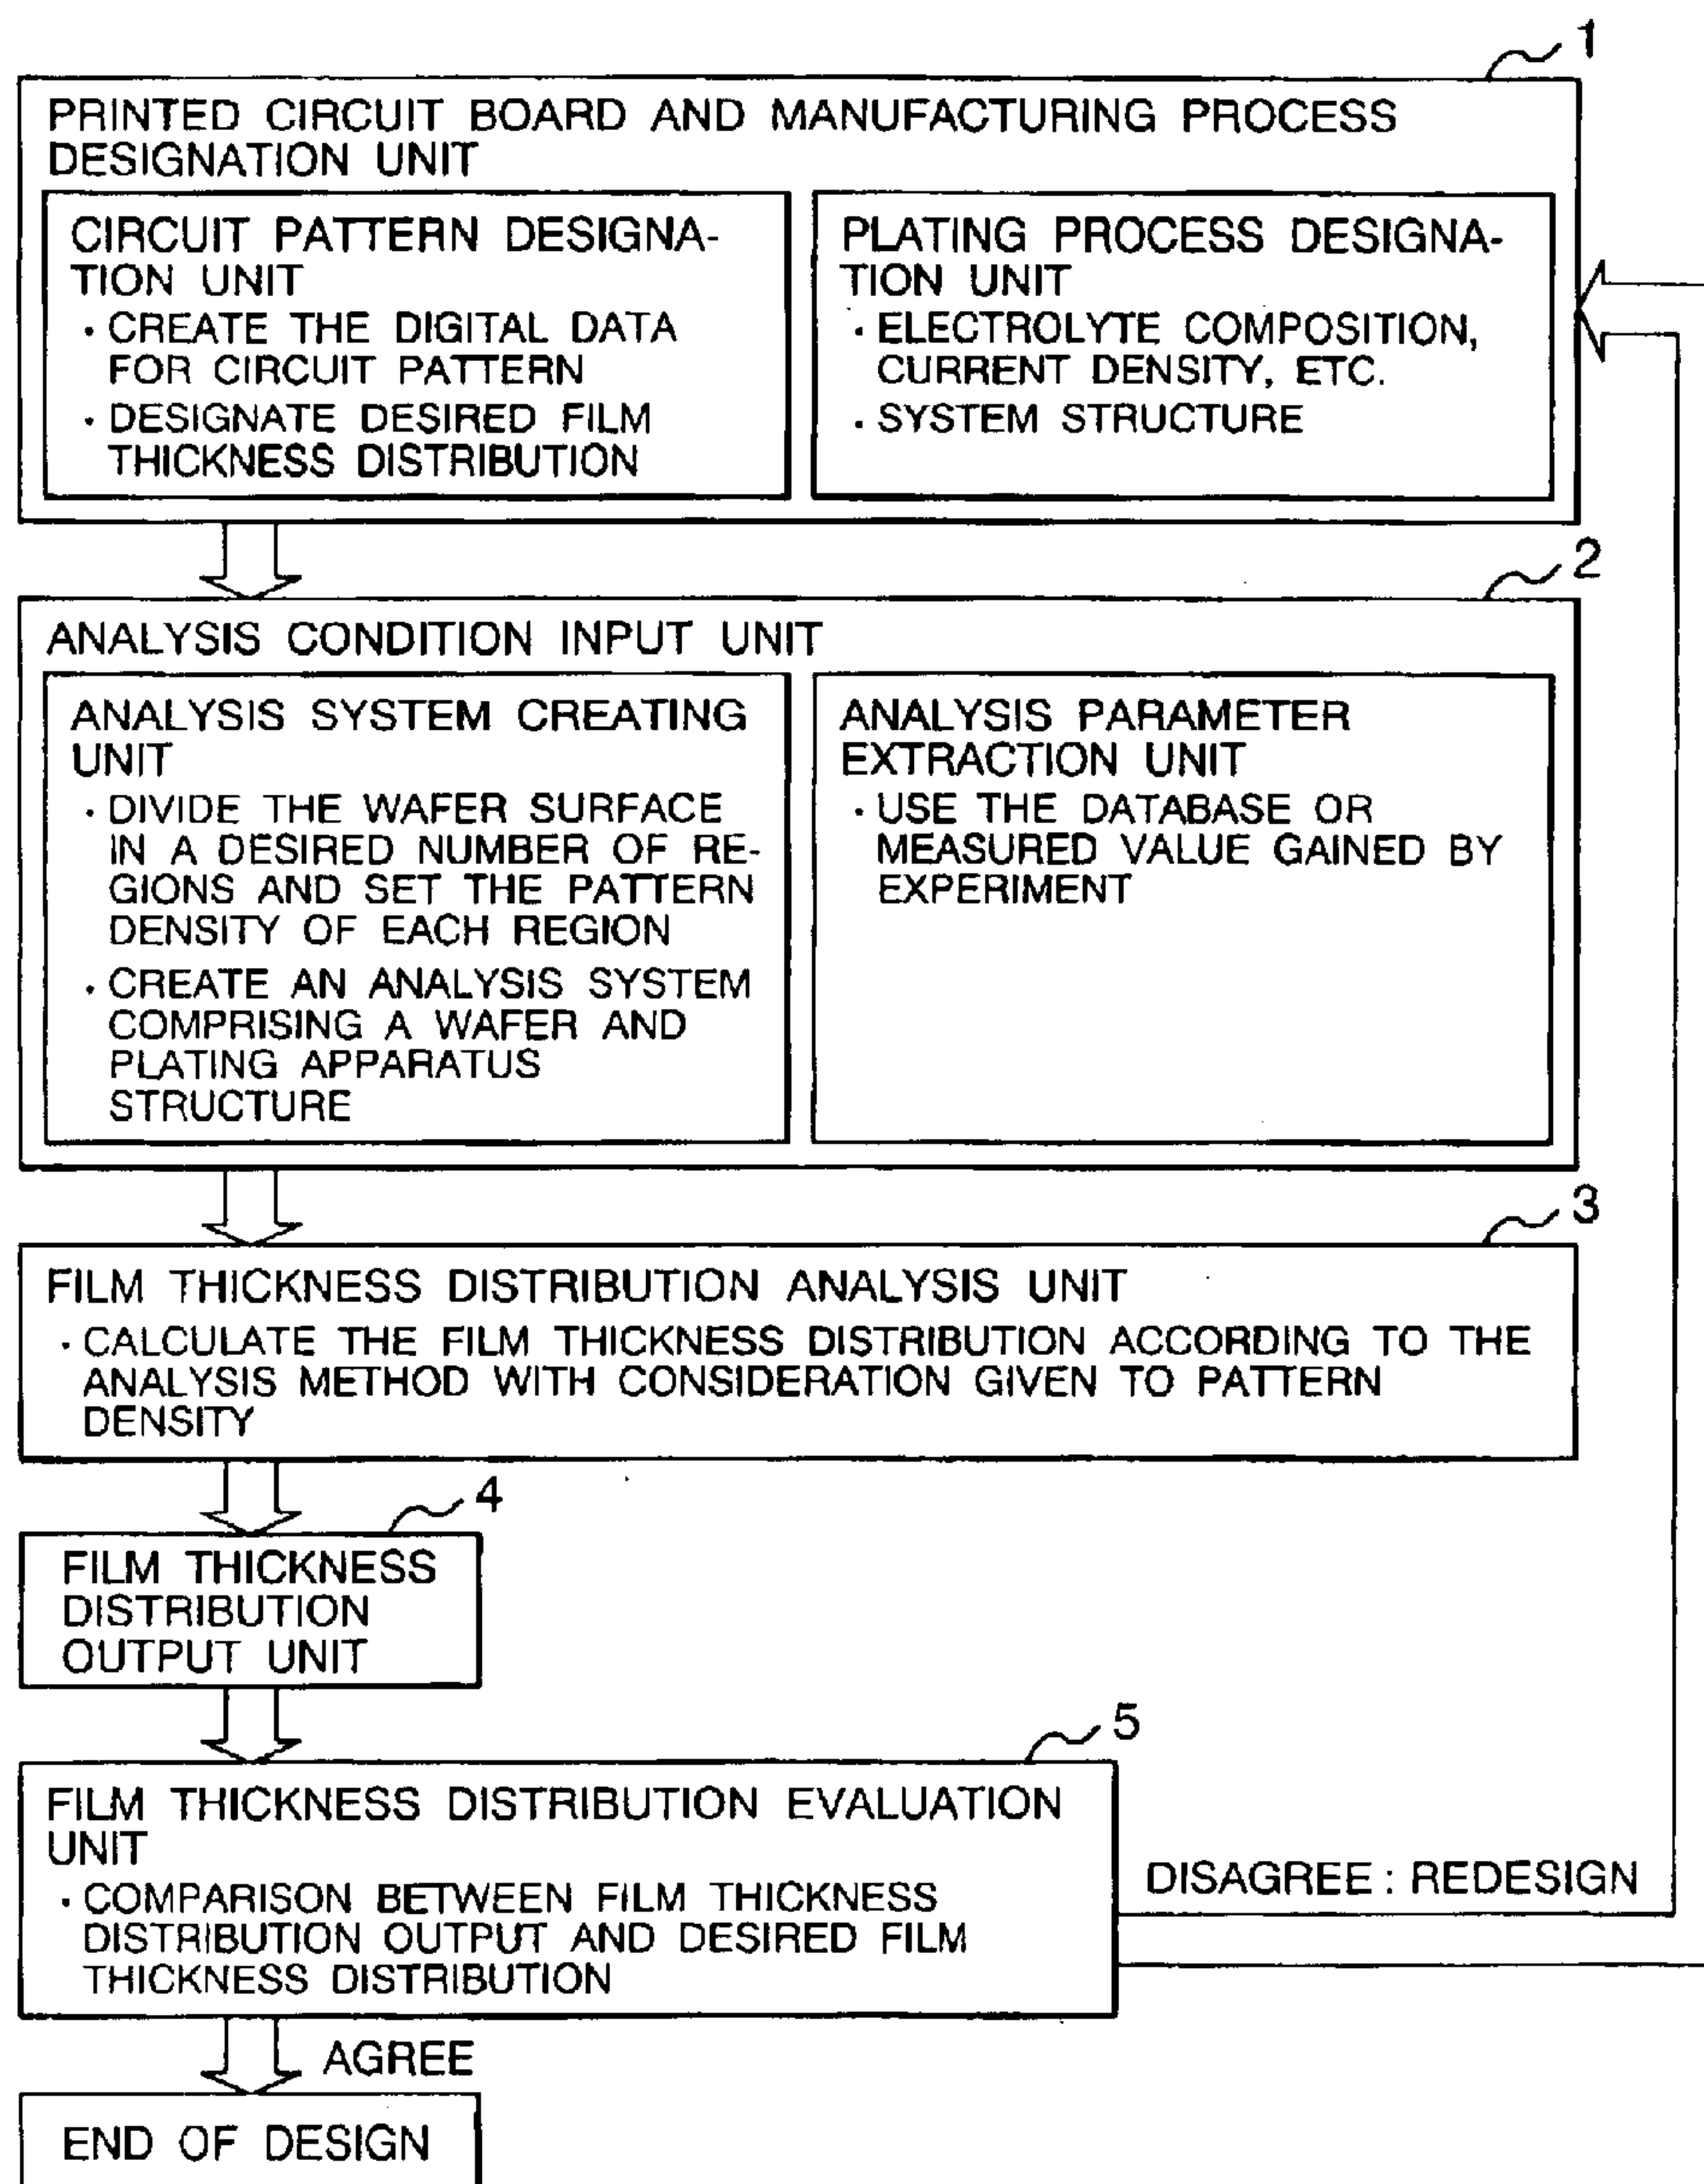 1
PRINTED CIRCUIT BOARD AND MANUFACTURING PROCESS
DESIGNATION UNIT
CIRCUIT PATTERN DESIGNA-
TION UNIT
· CREATE THE DIGITAL DATA
FOR CIRCUIT PATTERN
· DESIGNATE DESIRED FILM
THICKNESS DISTRIBUTION
PLATING PROCESS DESIGNA-
TION UNIT
· ELECTROLYTE COMPOSITION,
CURRENT DENSITY, ETC.
· SYSTEM STRUCTURE
2
ANALYSIS CONDITION INPUT UNIT
ANALYSIS SYSTEM CREATING
UNIT
· DIVIDE THE WAFER SURFACE
IN A DESIRED NUMBER OF RE-
GIONS AND SET THE PATTERN
DENSITY OF EACH REGION
· CREATE AN ANALYSIS SYSTEM
COMPRISING A WAFER AND
PLATING APPARATUS
STRUCTURE
ANALYSIS PARAMETER
EXTRACTION UNIT
· USE THE DATABASE OR
MEASURED VALUE GAINED BY
EXPERIMENT
3
FILM THICKNESS DISTRIBUTION ANALYSIS UNIT
· CALCULATE THE FILM THICKNESS DISTRIBUTION ACCORDING TO THE
ANALYSIS METHOD WITH CONSIDERATION GIVEN TO PATTERN
DENSITY
4
FILM THICKNESS
DISTRIBUTION
OUTPUT UNIT
5
FILM THICKNESS DISTRIBUTION EVALUATION
UNIT
· COMPARISON BETWEEN FILM THICKNESS
DISTRIBUTION OUTPUT AND DESIRED FILM
THICKNESS DISTRIBUTION
DISAGREE : REDESIGN
AGREE
END OF DESIGN